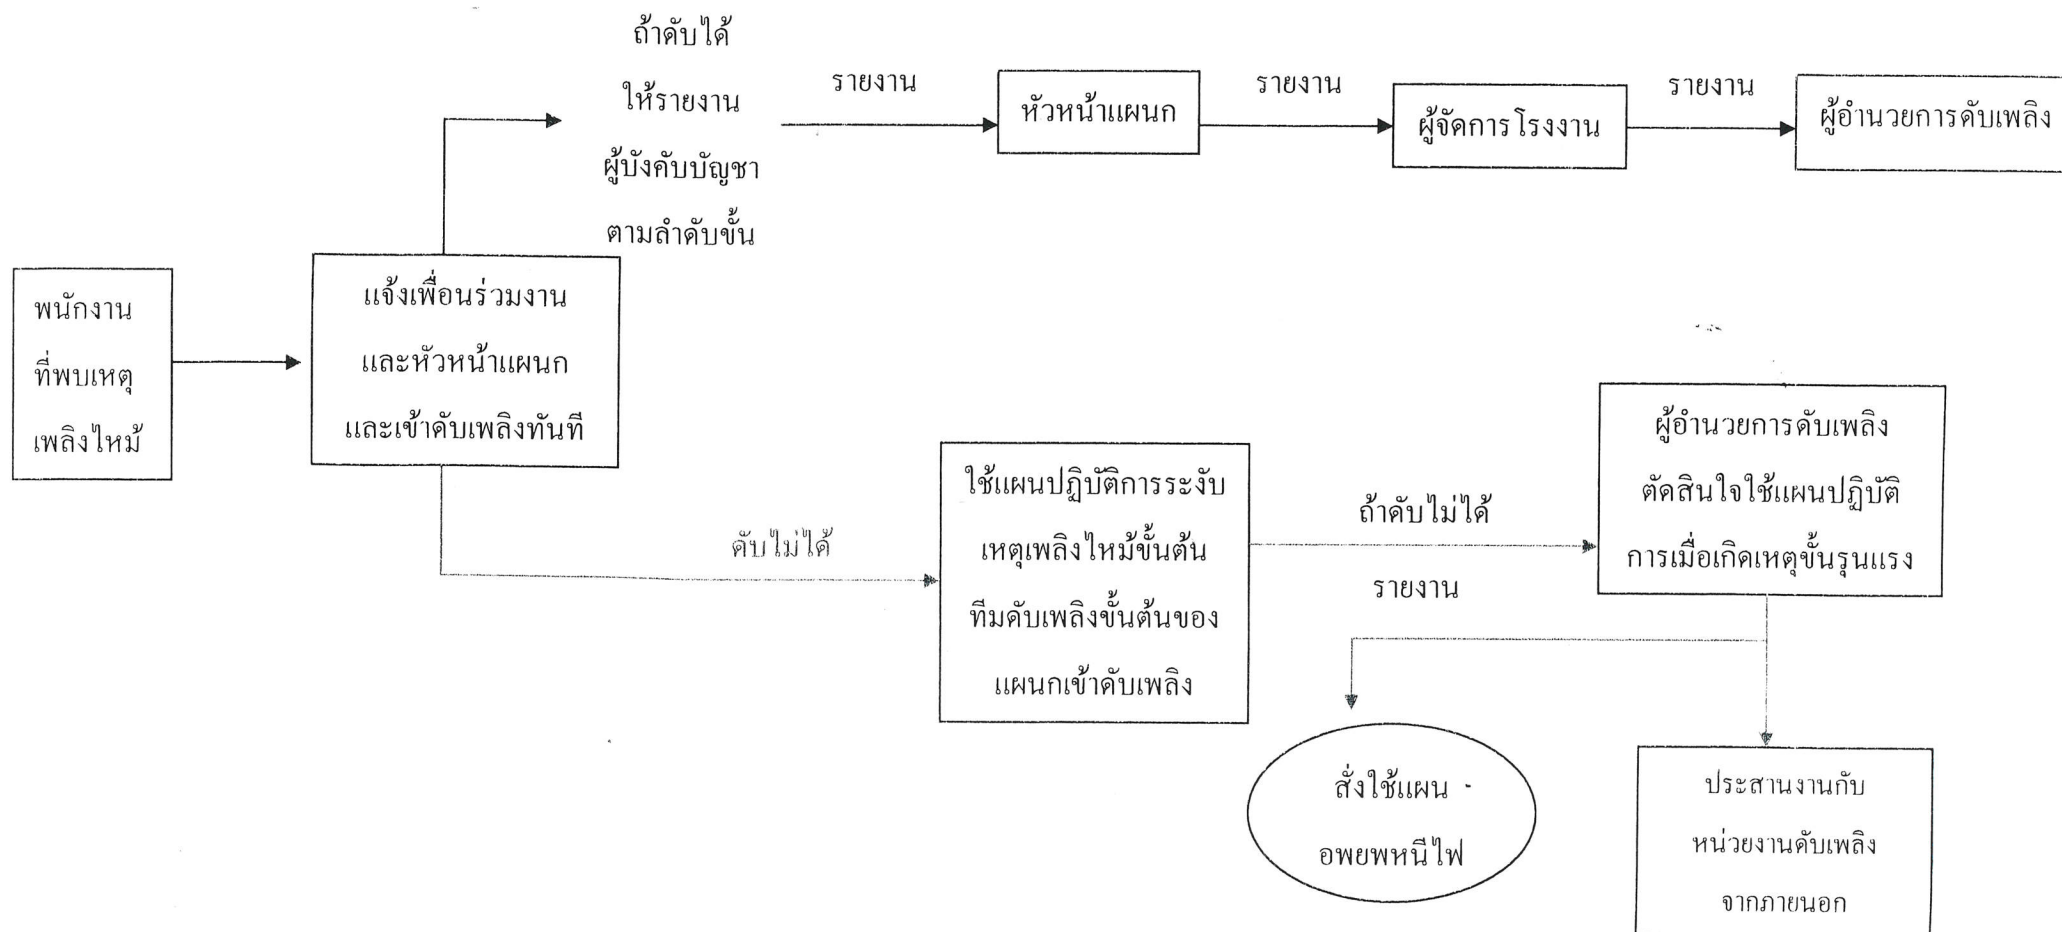 ถ้าดับได้
ให้รายงาน
ผู้บังคับบัญชา
ตามลำดับขั้น
รายงาน
หัวหน้าแผนก
รายงาน
ผู้จัดการโรงงาน
รายงาน
ผู้อำนวยการดับเพลิง
พนักงาน
ที่พบเหตุ
เพลิงไหม้
แจ้งเพื่อนร่วมงาน
และหัวหน้าแผนก
และเข้าดับเพลิงทันที
ดับไม่ได้
ใช้แผนปฏิบัติการระงับ
เหตุเพลิงไหม้ขั้นต้น
ทีมดับเพลิงขั้นต้นของ
แผนกเข้าดับเพลิง
ถ้าดับไม่ได้
รายงาน
ผู้อำนวยการดับเพลิง
ตัดสินใจใช้แผนปฏิบัติ
การเมื่อเกิดเหตุขั้นรุนแรง
สั่งใช้แผน
อพยพหนีไฟ
ประสานงานกับ
หน่วยงานดับเพลิง
จากภายนอก